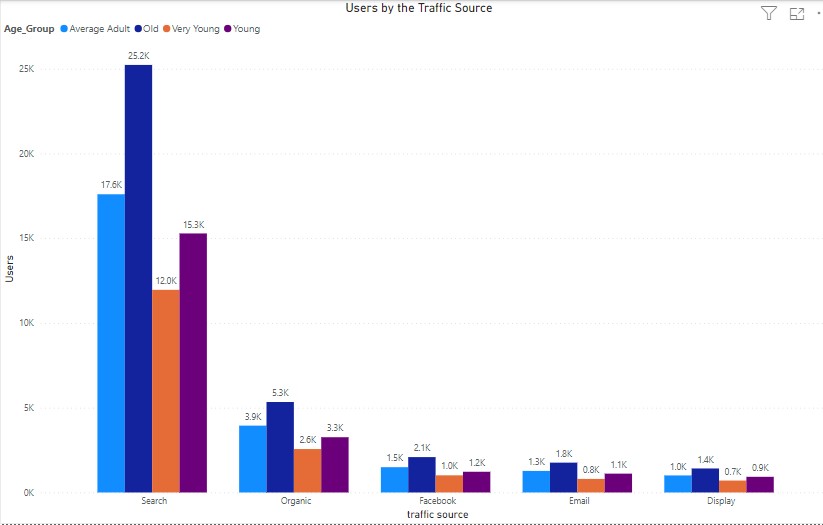 Users by the Traffic Source
Age_Group Average Adult Old Very Young Young
25K
20K
15K
10K
5K
0K
Users
17.6K 25.2K 12.0K 15.3K
3.9K 5.3K 2.6K 3.3K
1.5K 2.1K 1.0K 1.2K
1.3K 1.8K 0.8K 1.1K
1.0K 1.4K 0.7K 0.9K
Search Organic Facebook Email Display
traffic source